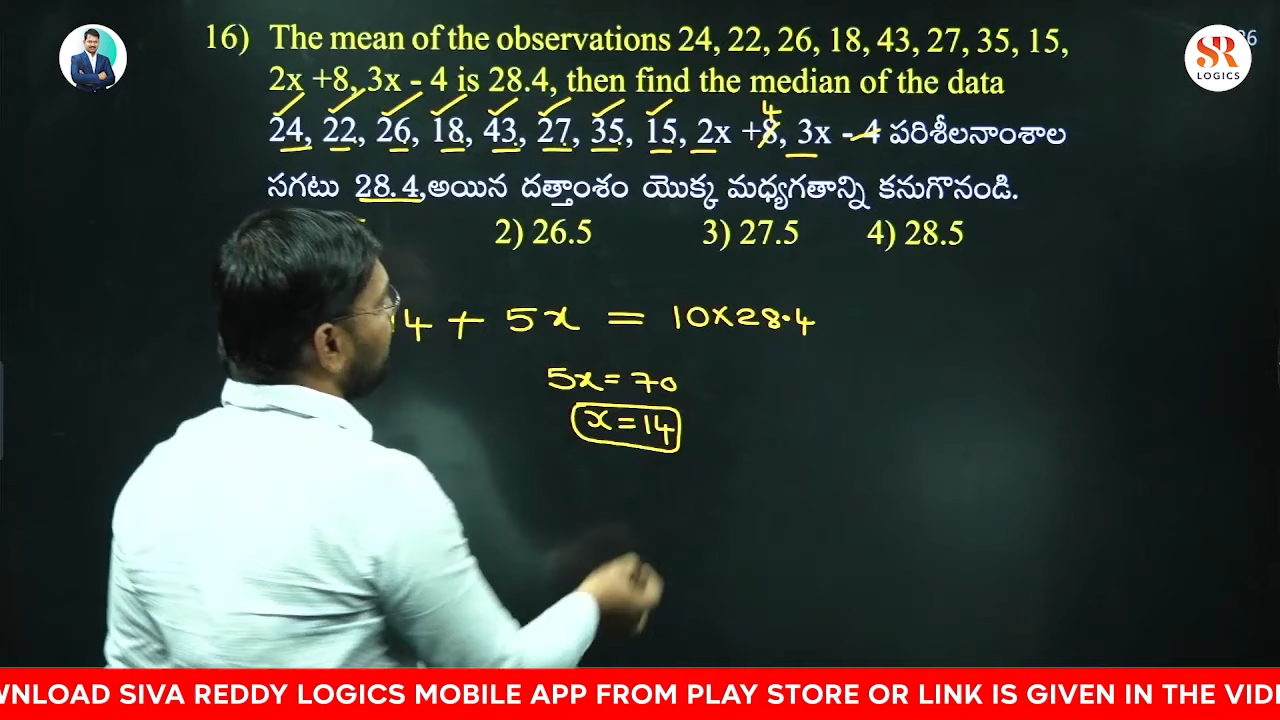 16) The mean of the observations 24, 22, 26, 18, 43, 27, 35, 15,
2x +8, 3x - 4 is 28.4, then find the median of the data
4
24, 22, 26, 18, 43, 27, 35, 15, 2x +8, 3x - 4 పరిశీలనాంశాల
సగటు 28.4,అయిన దత్తాంశం యొక్క మధ్యగతాన్ని కనుగొనండి.
2) 26.5 3) 27.5 4) 28.5
4 + 5x = 10x28.4
5x = 70
x = 14
SR
LOGICS
WNLOAD SIVA REDDY LOGICS MOBILE APP FROM PLAY STORE OR LINK IS GIVEN IN THE VID